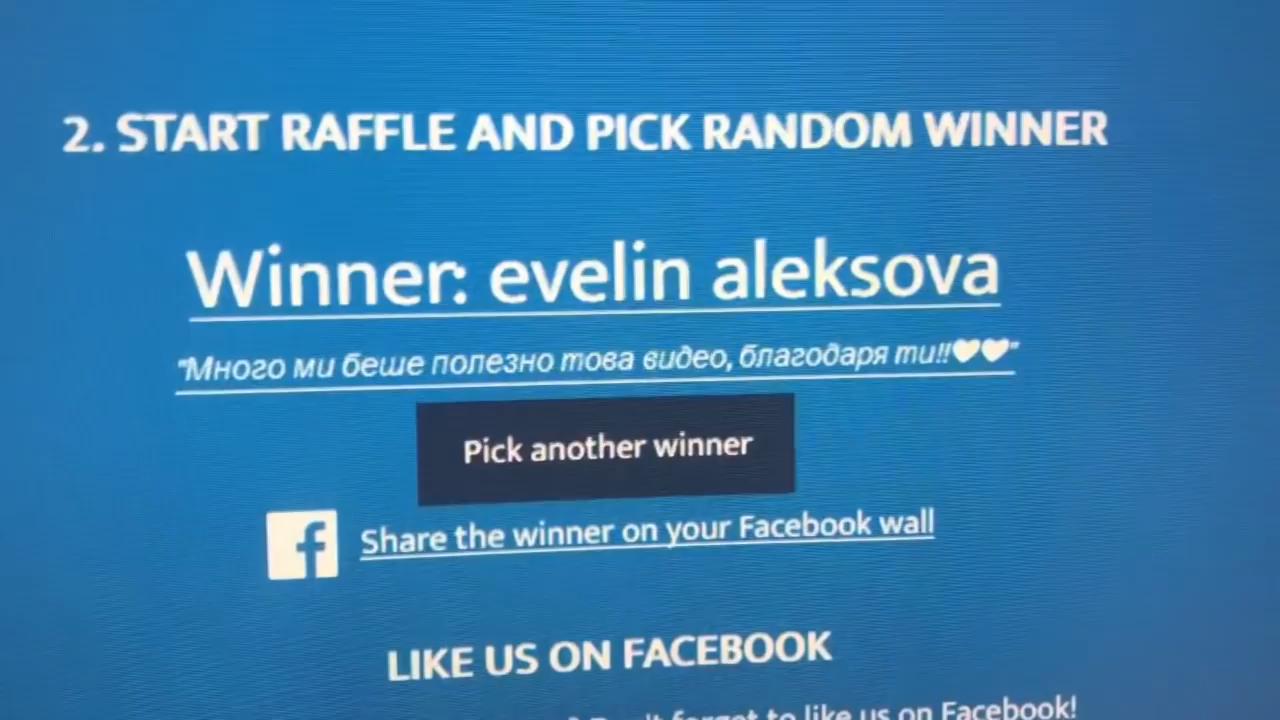 2. START RAFFLE AND PICK RANDOM WINNER
Winner: evelin aleksova
"Много ми беше полезно това видео, благодаря ти!!♥♥"
Pick another winner
f Share the winner on your Facebook wall
LIKE US ON FACEBOOK
Don't forget to like us on Facebook!